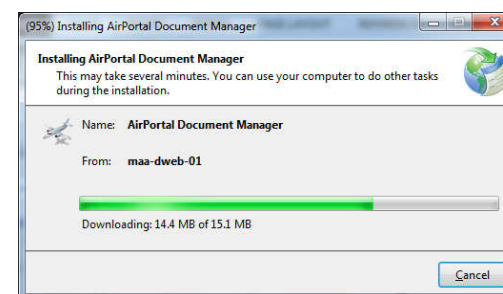 (95%) Installing AirPortal Document Manager
Installing AirPortal Document Manager
This may take several minutes. You can use your computer to do other tasks
during the installation.
Name: AirPortal Document Manager
From: maa-dweb-01
Downloading: 14.4 MB of 15.1 MB
Cancel